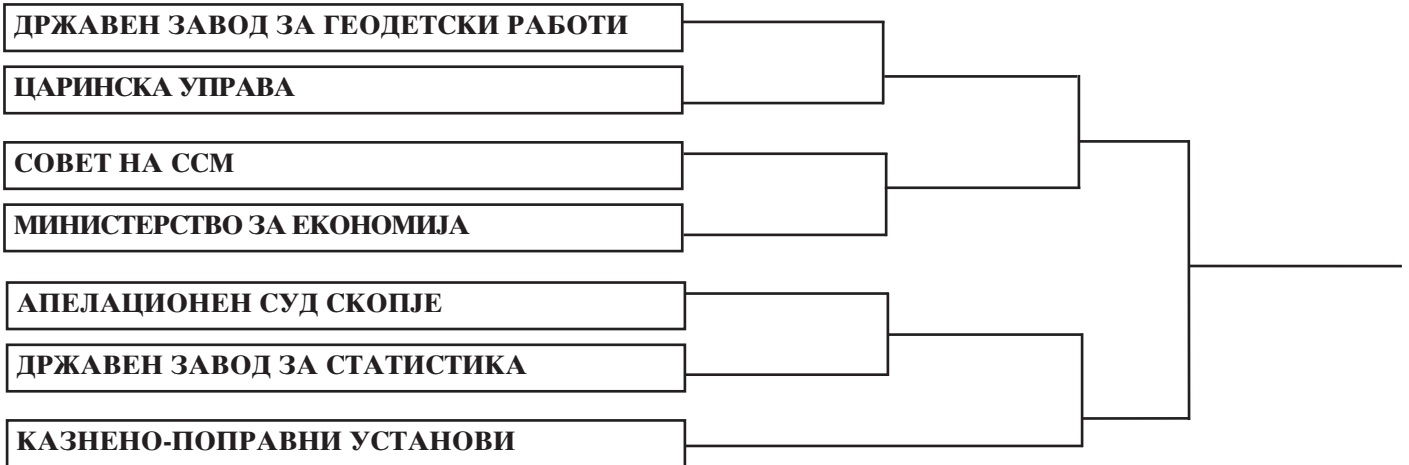 ДРЖАВЕН ЗАВОД ЗА ГЕОДЕТСКИ РАБОТИ
ЦАРИНСКА УПРАВА
СОВЕТ НА ССМ
МИНИСТЕРСТВО ЗА ЕКОНОМИЈА
АПЕЛАЦИОНЕН СУД СКОПЈЕ
ДРЖАВЕН ЗАВОД ЗА СТАТИСТИКА
КАЗНЕНО-ПОПРАВНИ УСТАНОВИ